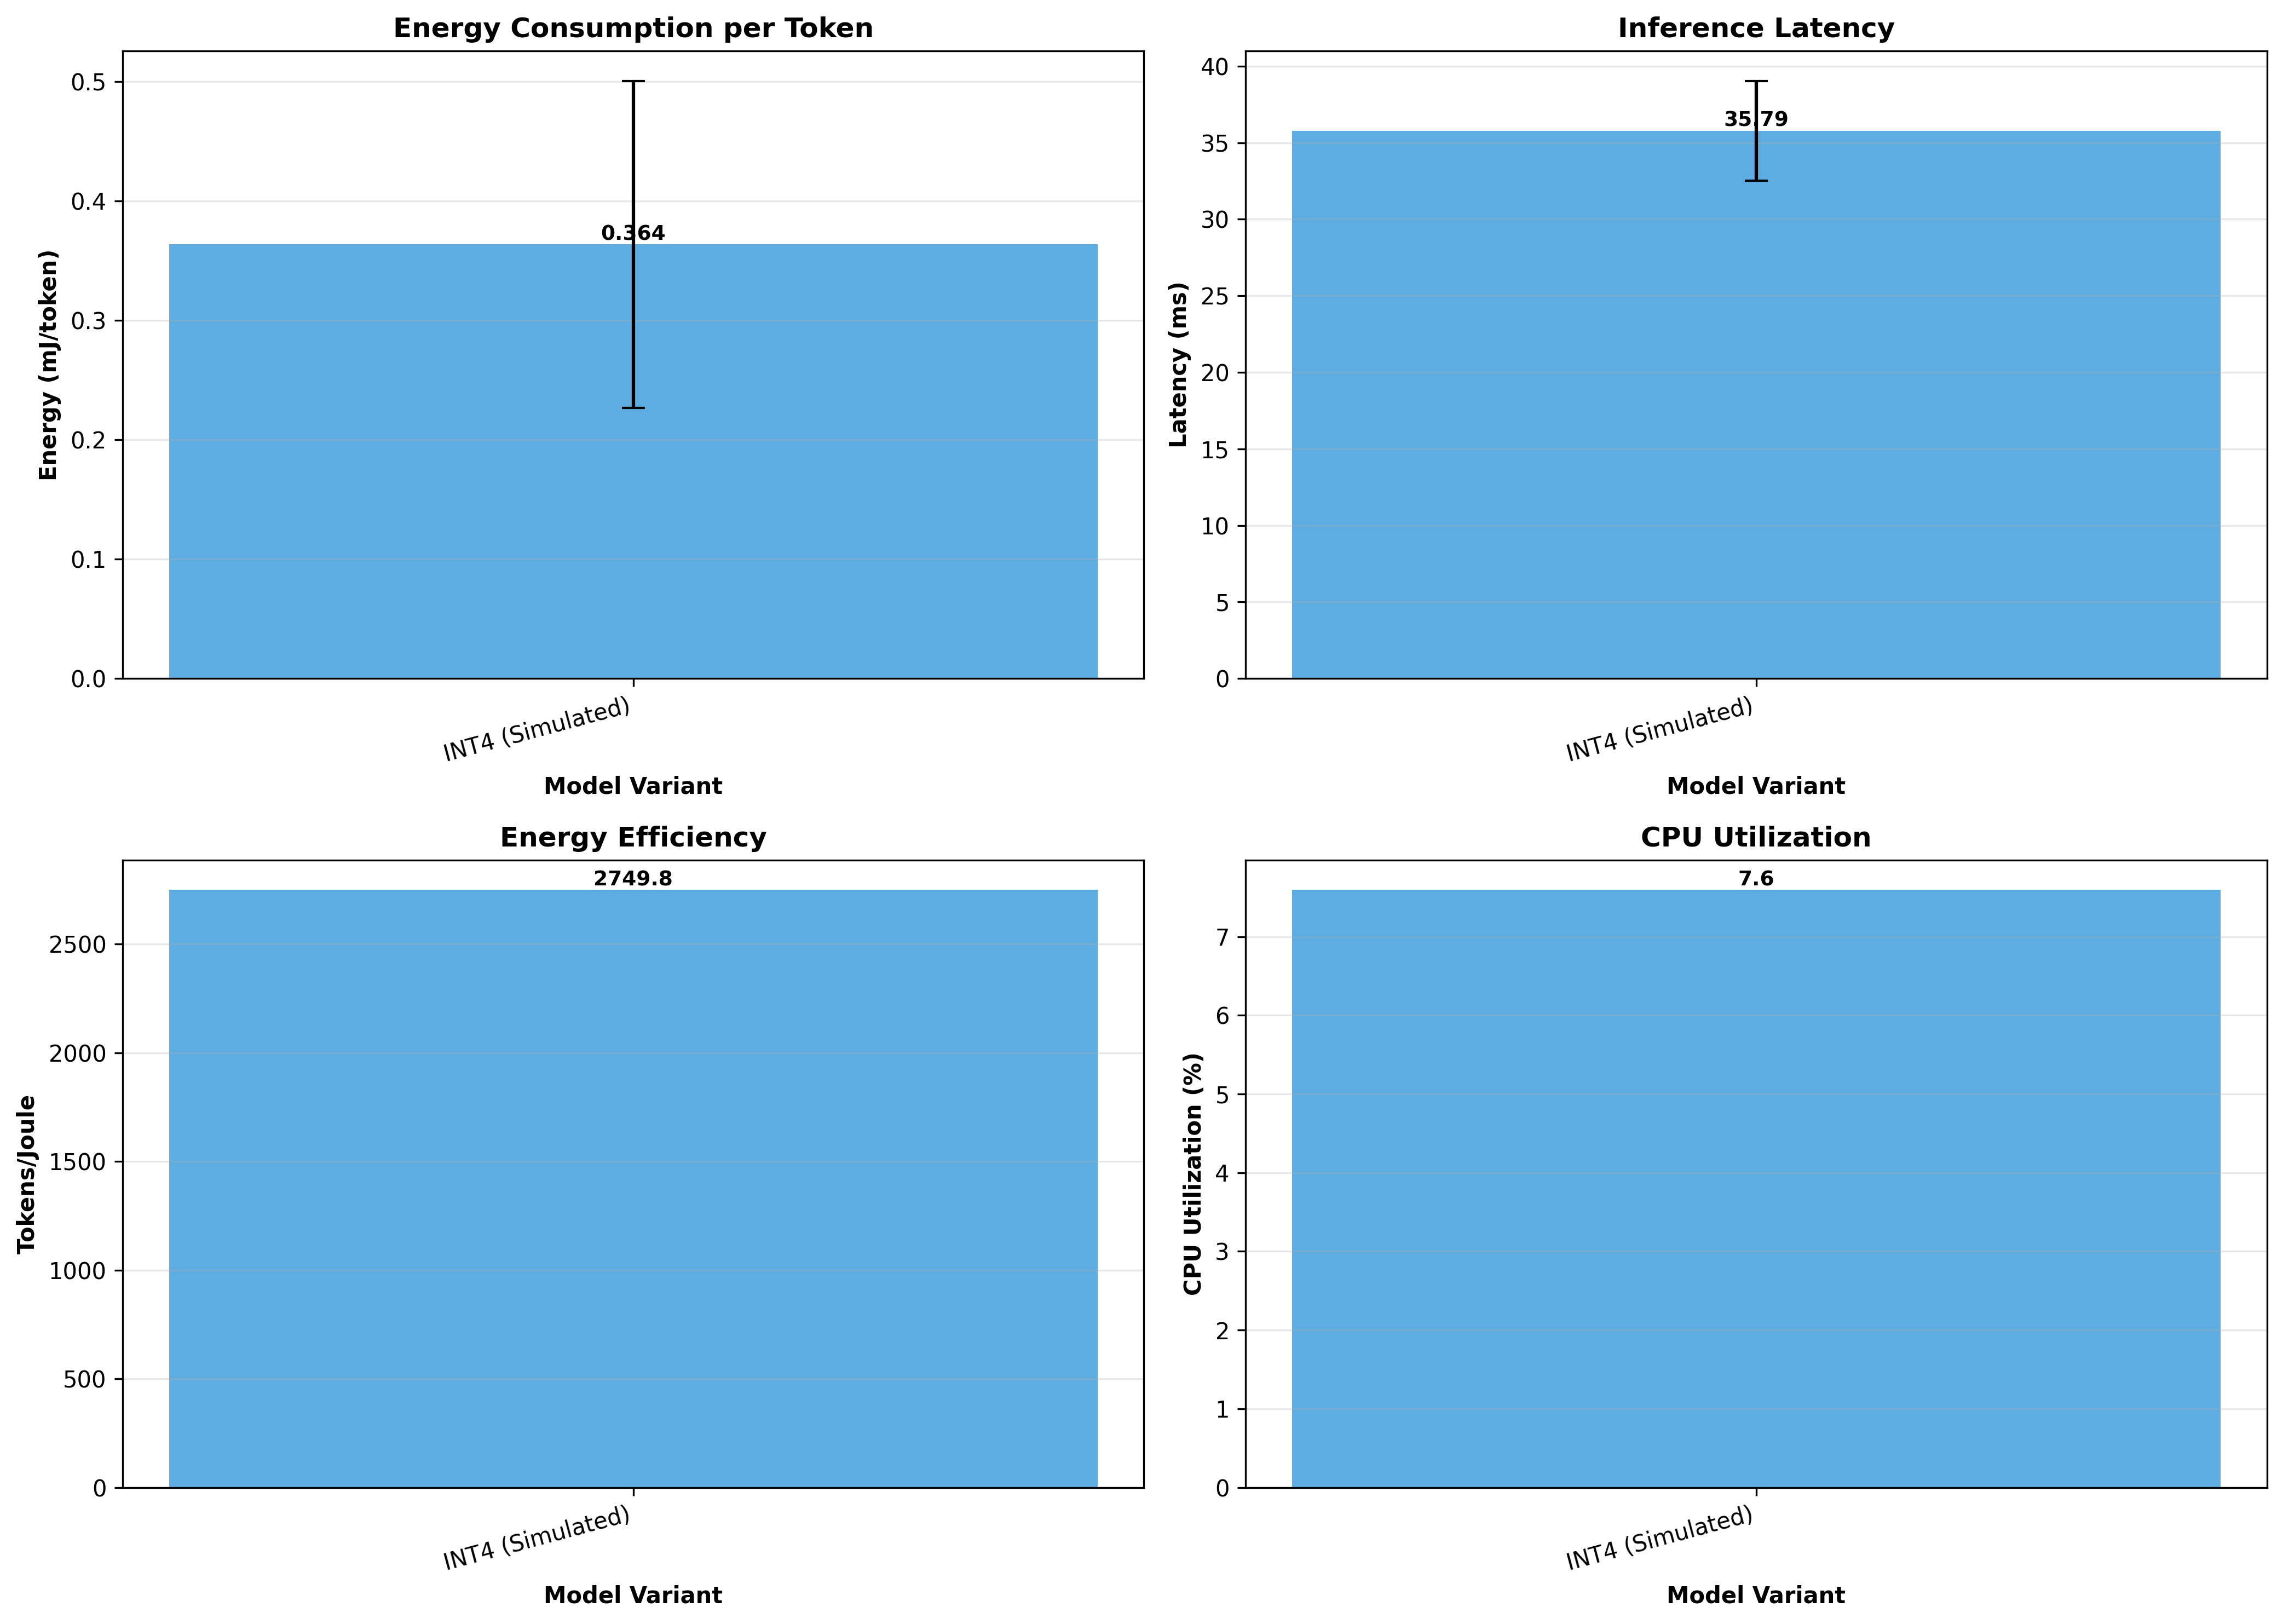 Energy Consumption per Token
0.5
0.4
0.3
0.2
0.1
0.0
Energy (mJ/token)
0.364
INT4 (Simulated)
Model Variant
Inference Latency
40
35
30
25
20
15
10
5
0
Latency (ms)
35.79
INT4 (Simulated)
Model Variant
Energy Efficiency
2500
2000
1500
1000
500
0
Tokens/Joule
2749.8
INT4 (Simulated)
Model Variant
CPU Utilization
7
6
5
4
3
2
1
0
CPU Utilization (%)
7.6
INT4 (Simulated)
Model Variant